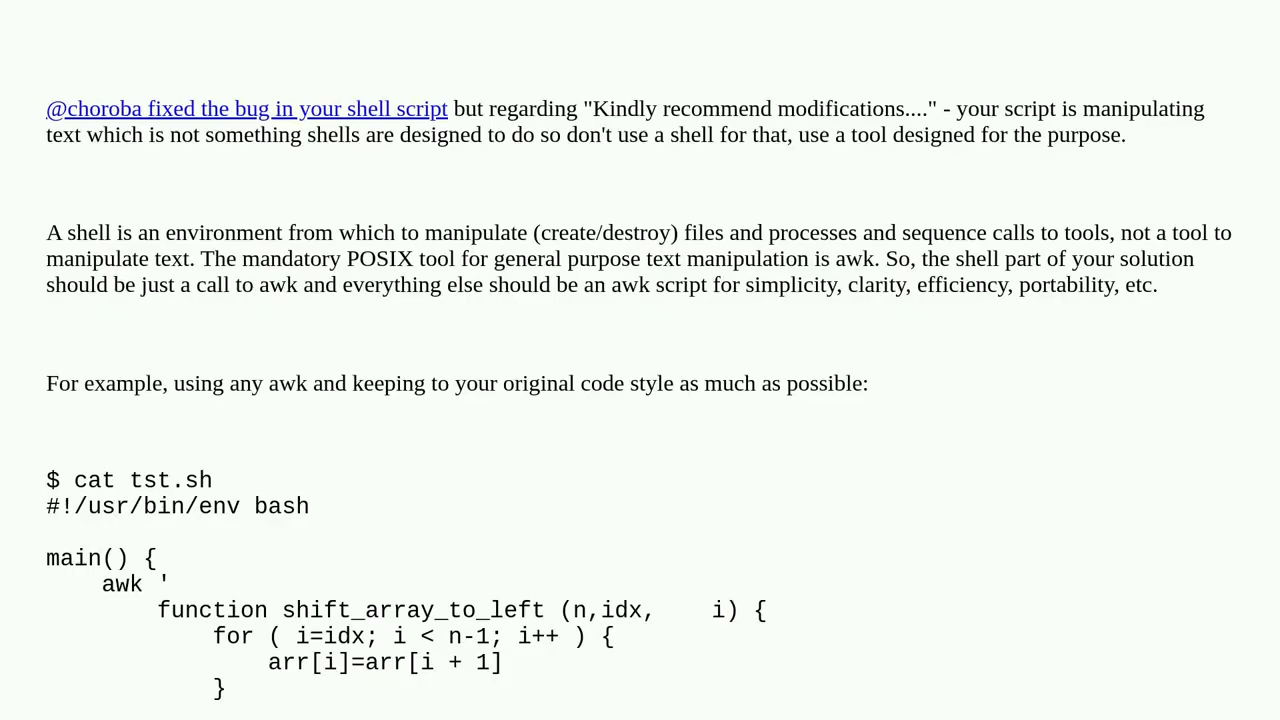 @choroba fixed the bug in your shell script but regarding "Kindly recommend modifications...." - your script is manipulating
text which is not something shells are designed to do so don't use a shell for that, use a tool designed for the purpose.
A shell is an environment from which to manipulate (create/destroy) files and processes and sequence calls to tools, not a tool to
manipulate text. The mandatory POSIX tool for general purpose text manipulation is awk. So, the shell part of your solution
should be just a call to awk and everything else should be an awk script for simplicity, clarity, efficiency, portability, etc.
For example, using any awk and keeping to your original code style as much as possible:
$ cat tst.sh
#!/usr/bin/env bash
main() {
    awk '
        function shift_array_to_left (n,idx,    i) {
            for ( i=idx; i < n-1; i++ ) {
                arr[i]=arr[i + 1]
            }